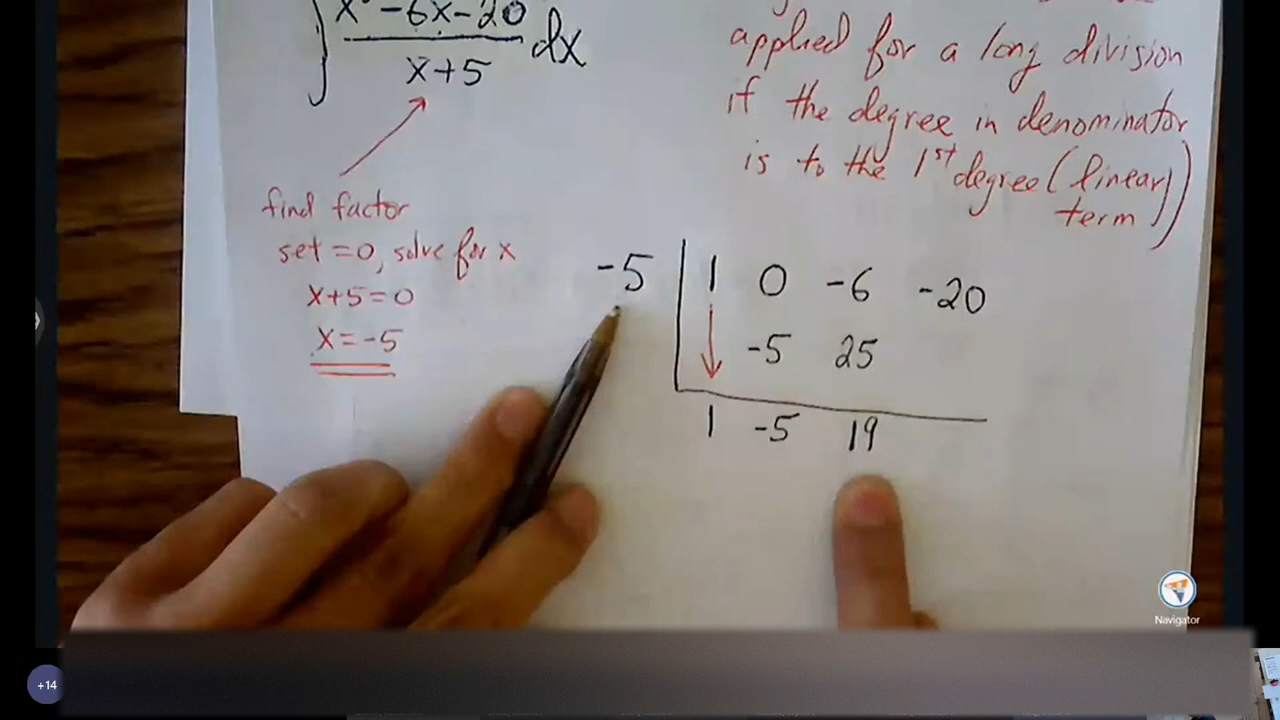 ∫ x³-6x-20 dx
x+5
applied for a long division
if the degree in denominator
is to the 1st degree (linear))
term
find factor
set =0, solve for x
x+5=0
x=-5
-5 | 1 0 -6 -20
-5 25
1 -5 19
Navigator
+14